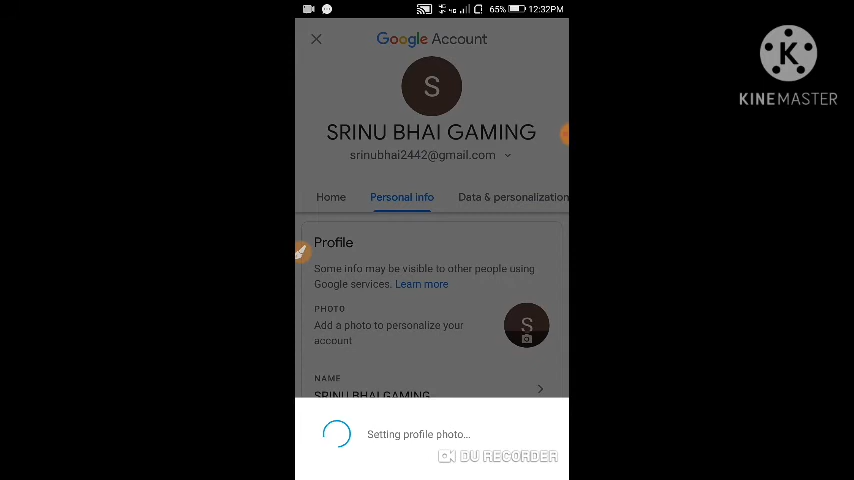 4G 65% 12:32PM
Google Account
S
SRINU BHAI GAMING
srinubhai2442@gmail.com
Home Personal info Data & personalization
Profile
Some info may be visible to other people using
Google services. Learn more
PHOTO
Add a photo to personalize your
account
S
NAME
SRINU BHAI GAMING
Setting profile photo...
DU RECORDER
K
KINEMASTER